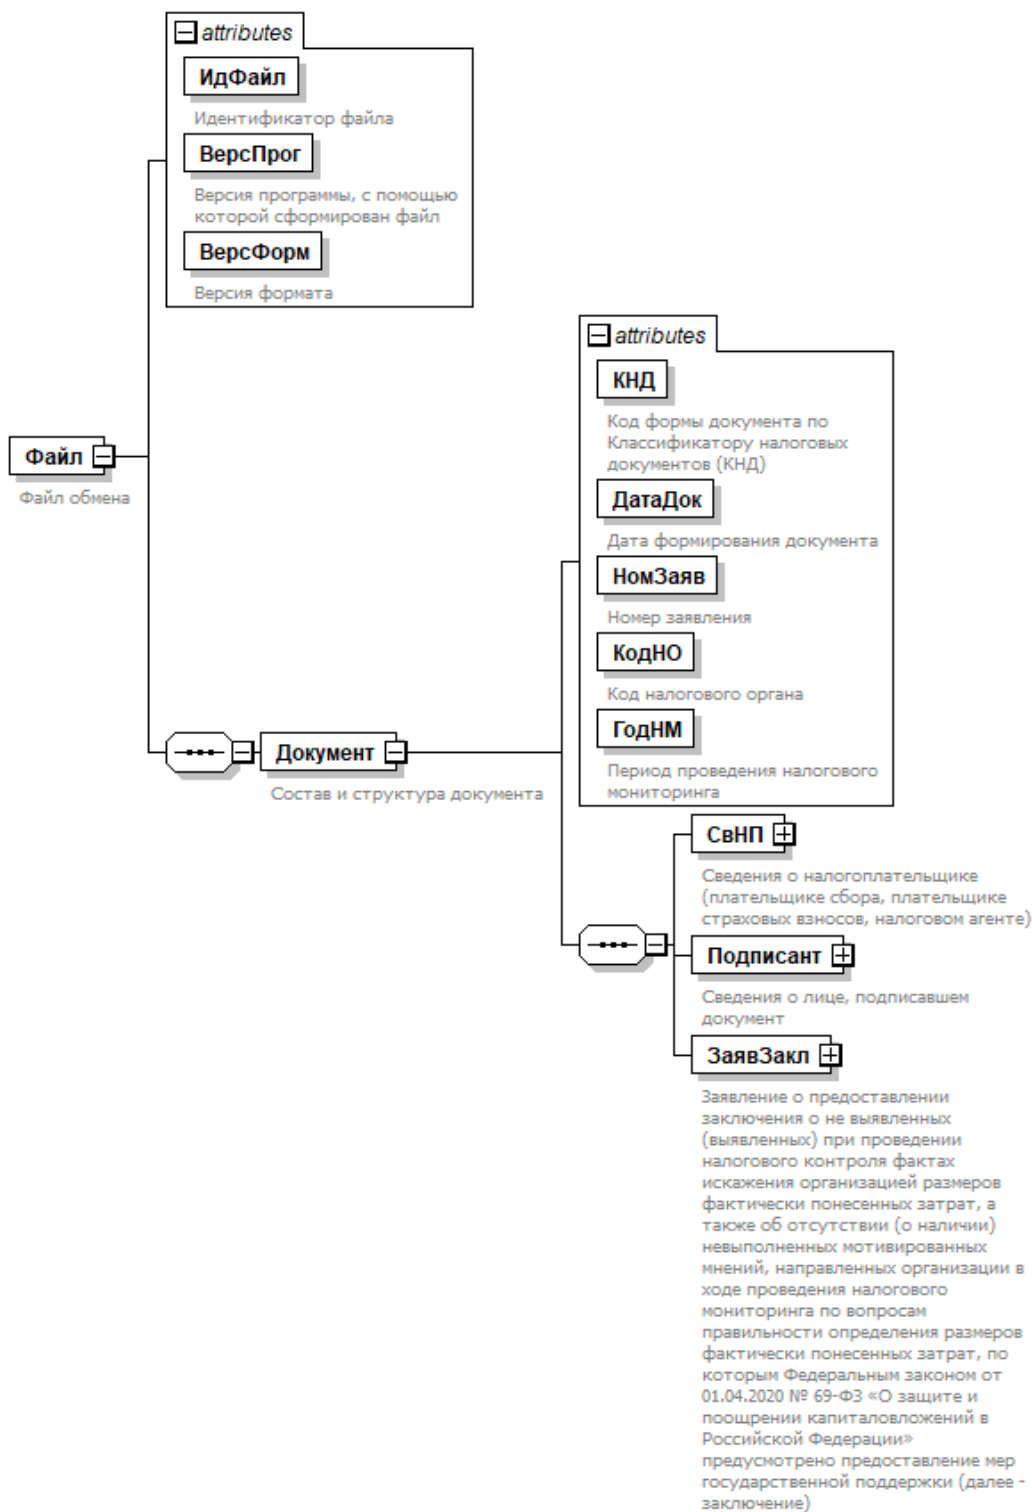 attributes
ИдФайл
Идентификатор файла
ВерсПрог
Версия программы, с помощью
которой сформирован файл
ВерсФорм
Версия формата
Файл
Файл обмена
Документ
Состав и структура документа
attributes
КНД
Код формы документа по
Классификатору налоговых
документов (КНД)
ДатаДок
Дата формирования документа
НомЗаяв
Номер заявления
КодНО
Код налогового органа
ГодНМ
Период проведения налогового
мониторинга
СвНП
Сведения о налогоплательщике
(плательщике сбора, плательщике
страховых взносов, налоговом агенте)
Подписант
Сведения о лице, подписавшем
документ
ЗаявЗакл
Заявление о предоставлении
заключения о не выявленных
(выявленных) при проведении
налогового контроля фактах
искажения организацией размеров
фактически понесенных затрат, а
также об отсутствии (о наличии)
невыполненных мотивированных
мнений, направленных организации в
ходе проведения налогового
мониторинга по вопросам
правильности определения размеров
фактически понесенных затрат, по
которым Федеральным законом от
01.04.2020 № 69-ФЗ «О защите и
поощрении капиталовложений в
Российской Федерации»
предусмотрено предоставление мер
государственной поддержки (далее -
заключение)